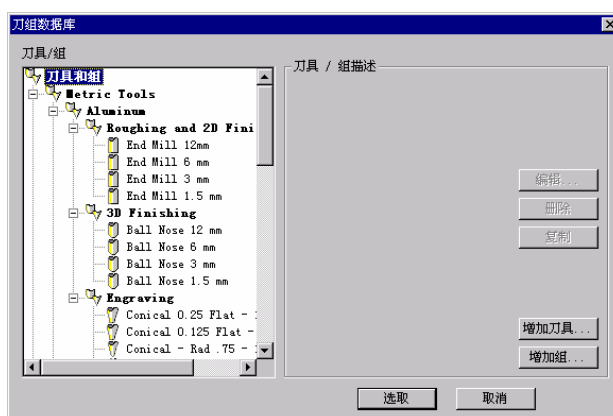 刀组数据库
刀具/组
刀具和组
Metric Tools
Aluminum
Roughing and 2D Fini
End Mill 12mm
End Mill 6 mm
End Mill 3 mm
End Mill 1.5 mm
3D Finishing
Ball Nose 12 mm
Ball Nose 6 mm
Ball Nose 3 mm
Ball Nose 1.5 mm
Engraving
Conical 0.25 Flat -
Conical 0.125 Flat -
Conical - Rad .75 -
刀具 / 组描述
编辑...
删除
复制
增加刀具...
增加组...
选取
取消